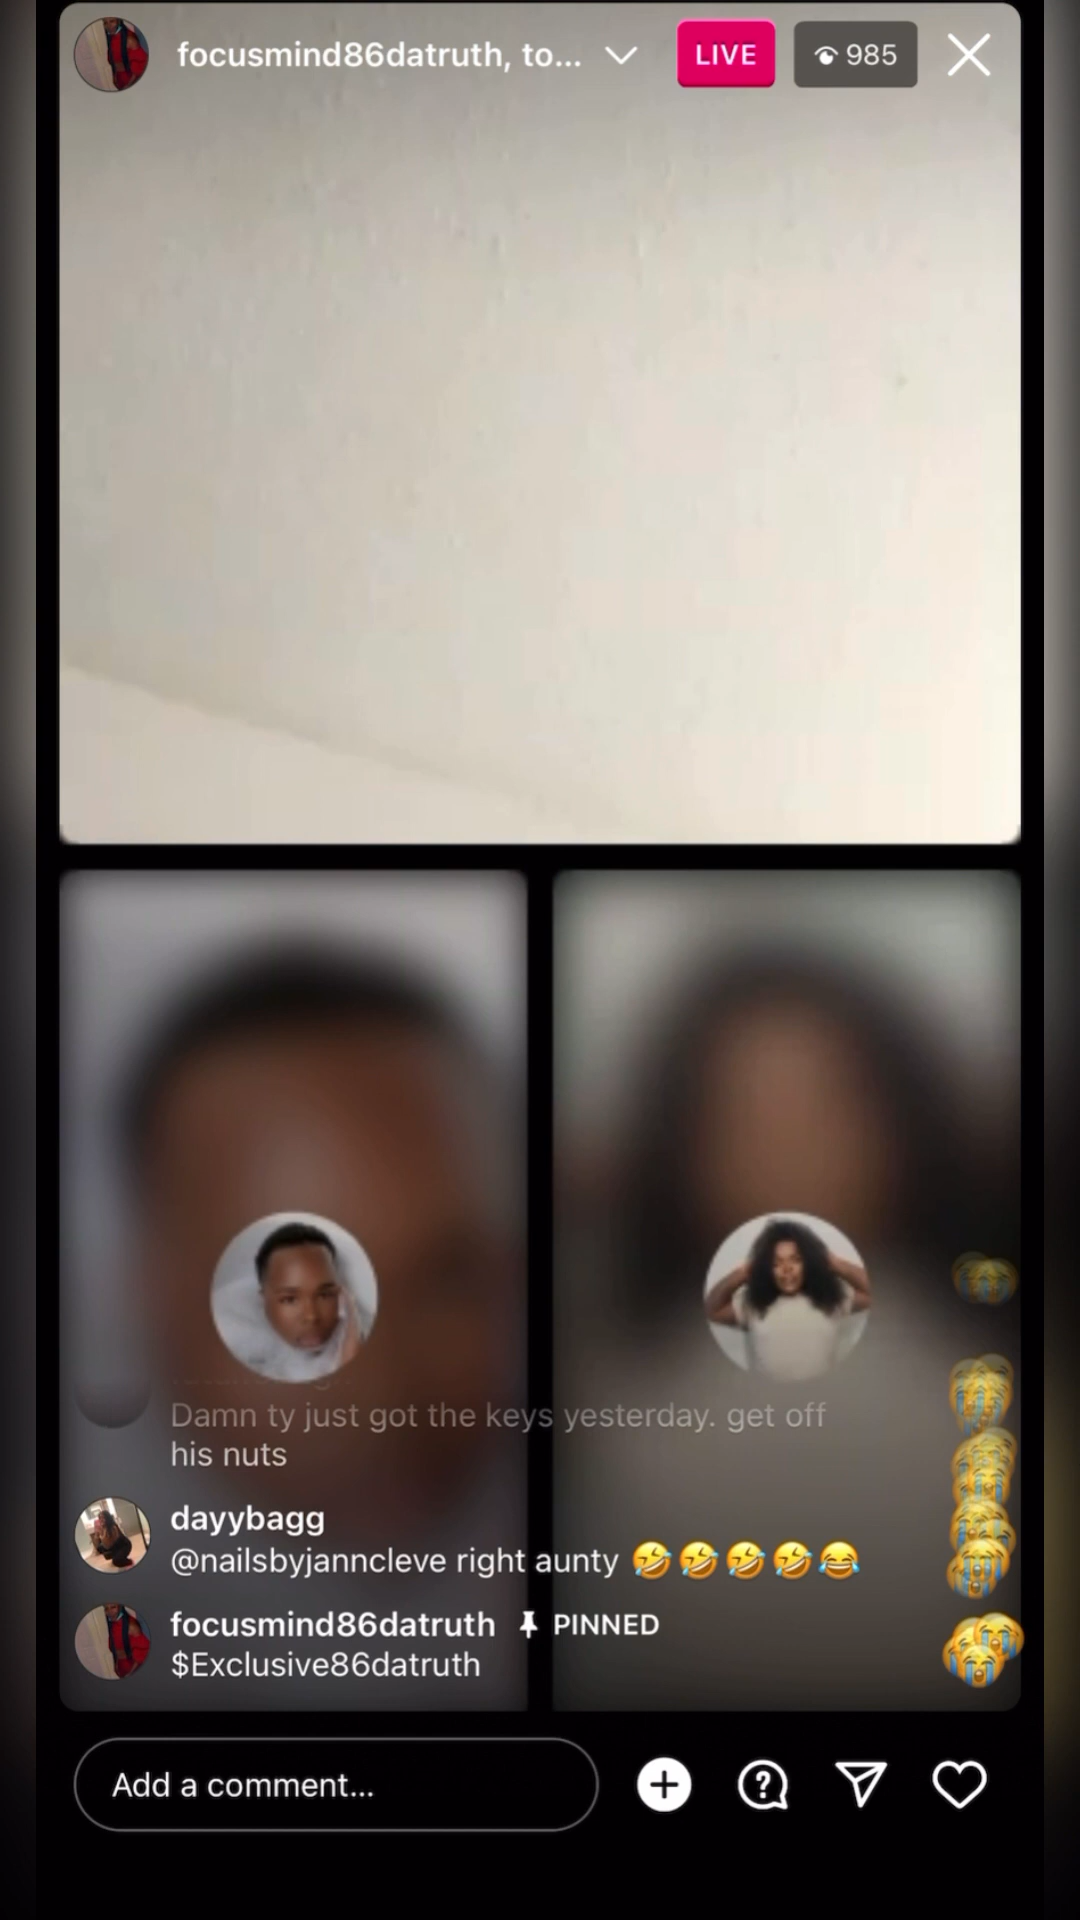 focusmind86datatruth, to...
LIVE
985
Damn ty just got the keys yesterday. get off
his nuts
dayybagg
@nailsbyjanncleve right aunty 🤣🤣🤣🤣😂
focusmind86datruth PINNED
$Exclusive86datruth
Add a comment...